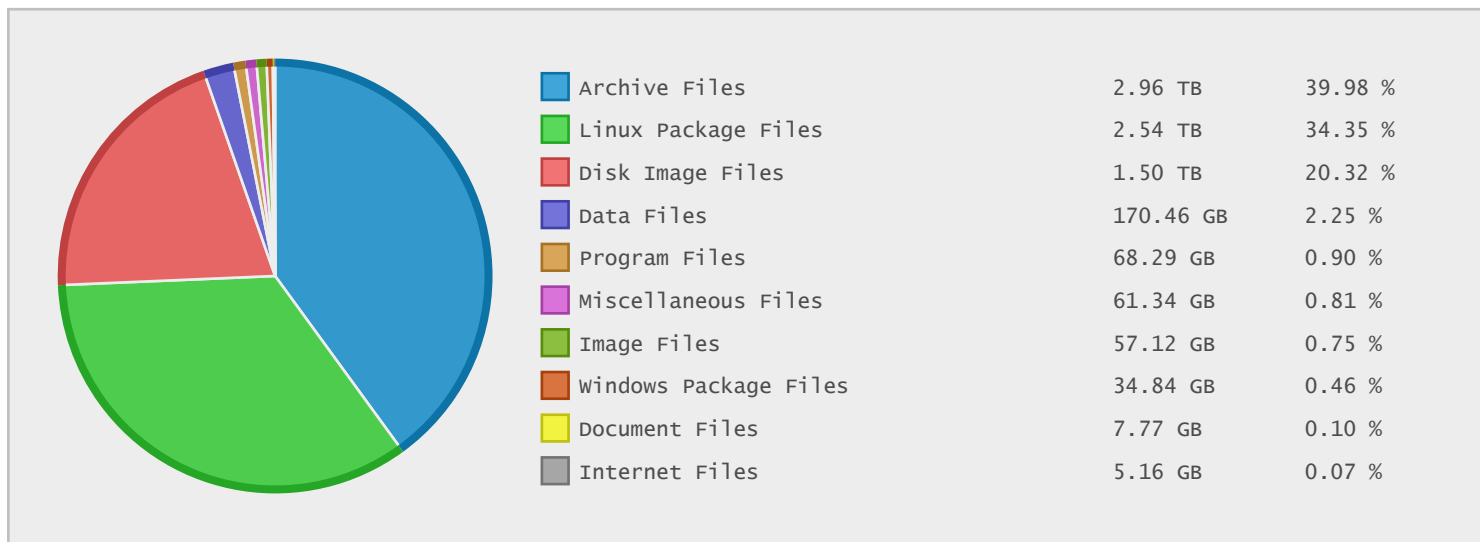 Archive Files 2.96 TB 39.98 %
Linux Package Files 2.54 TB 34.35 %
Disk Image Files 1.50 TB 20.32 %
Data Files 170.46 GB 2.25 %
Program Files 68.29 GB 0.90 %
Miscellaneous Files 61.34 GB 0.81 %
Image Files 57.12 GB 0.75 %
Windows Package Files 34.84 GB 0.46 %
Document Files 7.77 GB 0.10 %
Internet Files 5.16 GB 0.07 %